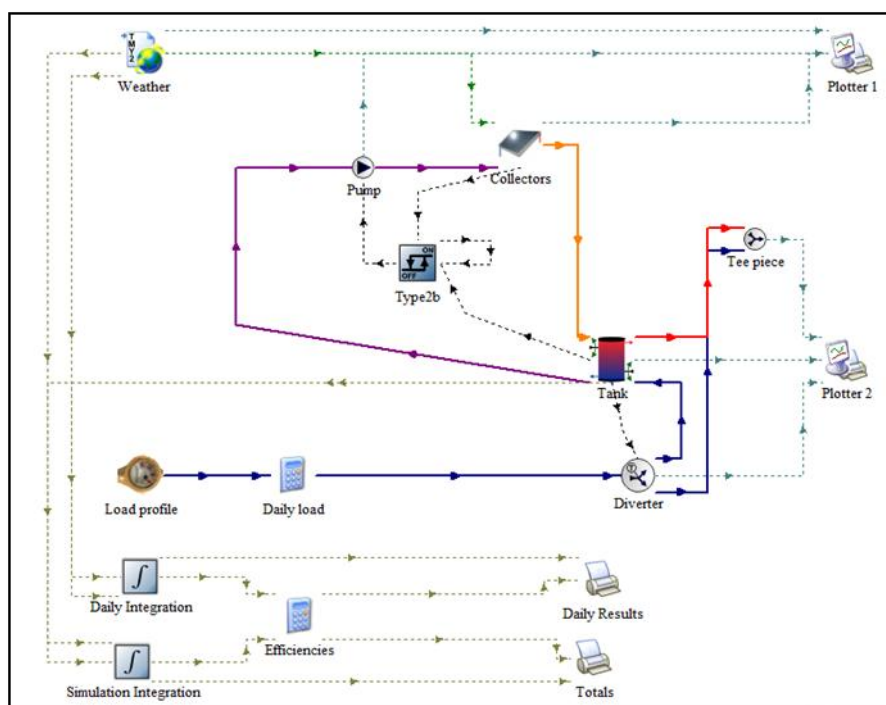 TMY2
Weather
Plotter 1
Pump
Collectors
ON
OFF
Type2b
Tee piece
Tank
Plotter 2
Load profile
Daily load
Diverter
Daily Integration
Daily Results
Efficiencies
Simulation Integration
Totals